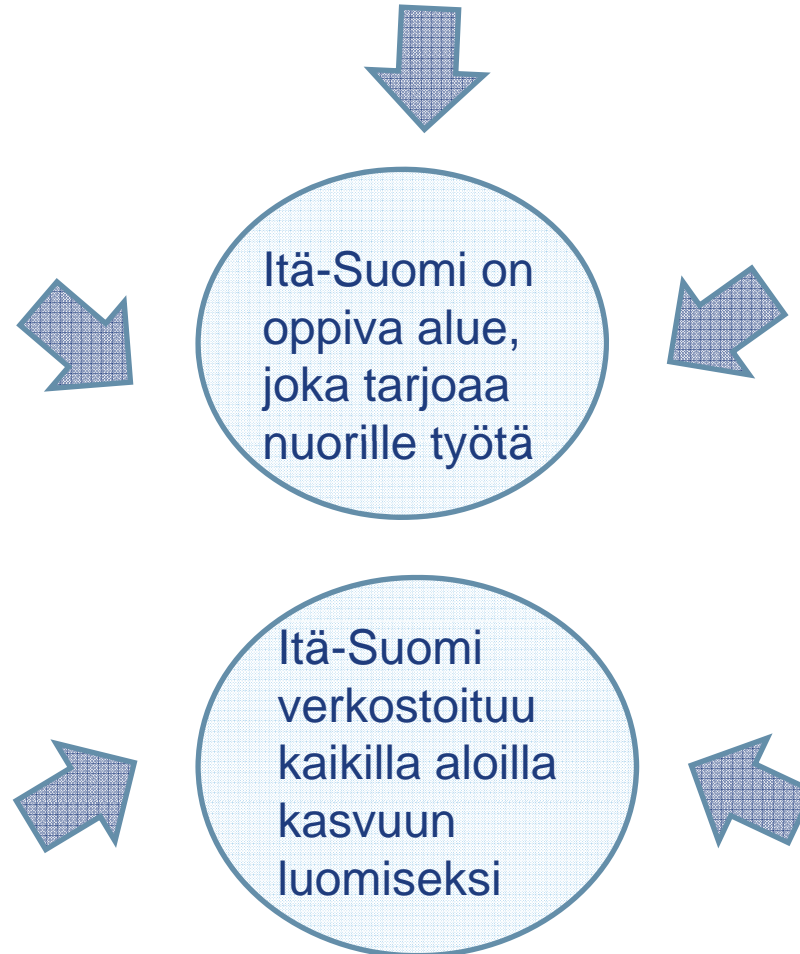 Itä-Suomi on
oppiva alue,
joka tarjoaa
nuorille työtä
Itä-Suomi
verkostoituu
kaikilla aloilla
kasvuun
luomiseksi